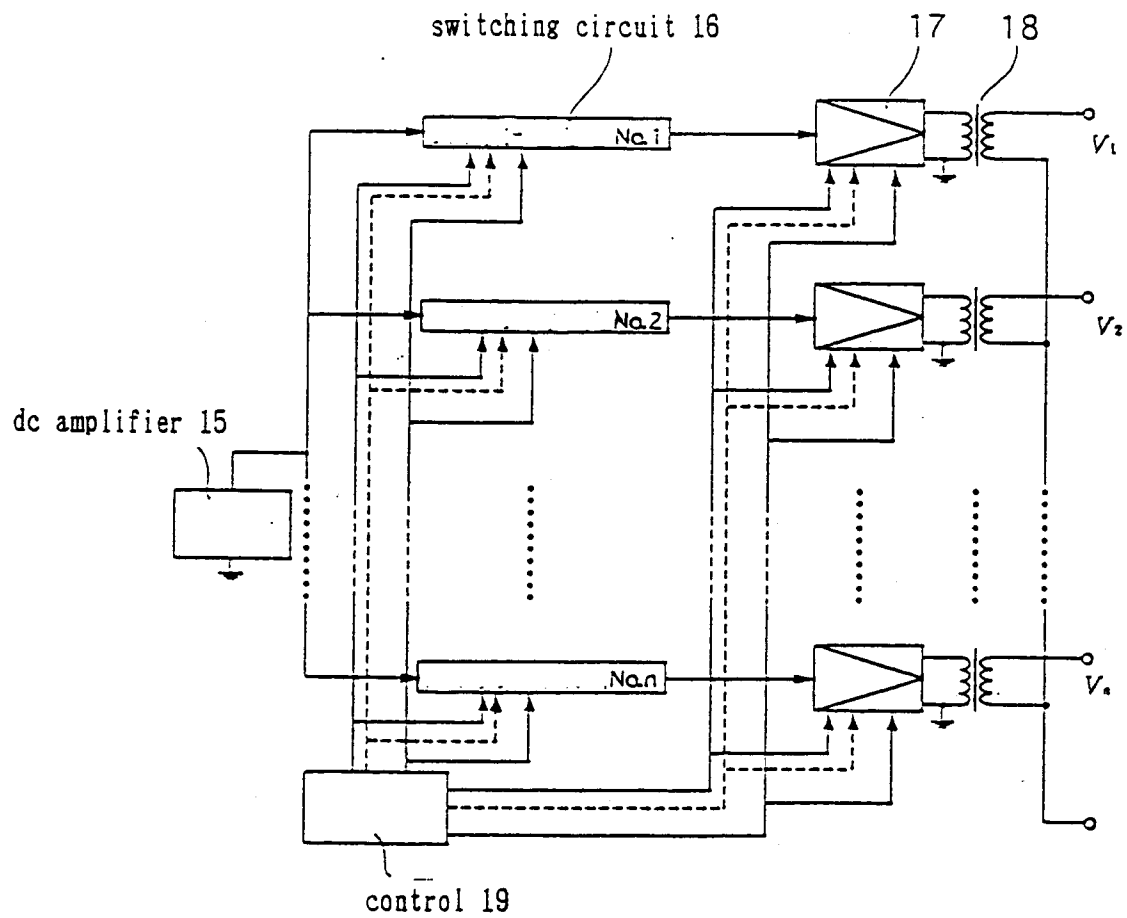 switching circuit 16
17
18
No.1
V₁
No.2
V₂
dc amplifier 15
No.n
Vₙ
control 19